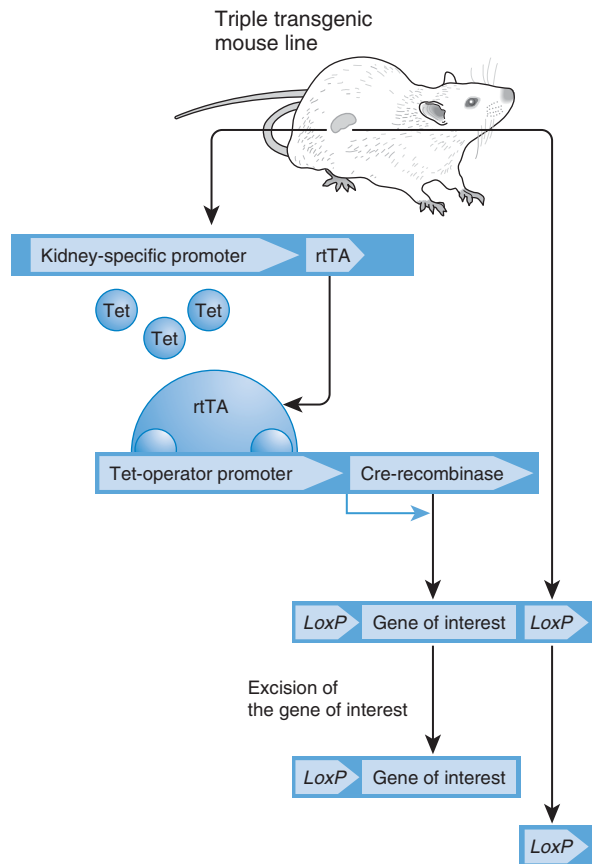 Triple transgenic
mouse line
Kidney-specific promoter rtTA
Tet Tet
Tet
rtTA
Tet-operator promoter Cre-recombinase
LoxP Gene of interest LoxP
Excision of
the gene of interest
LoxP Gene of interest
LoxP